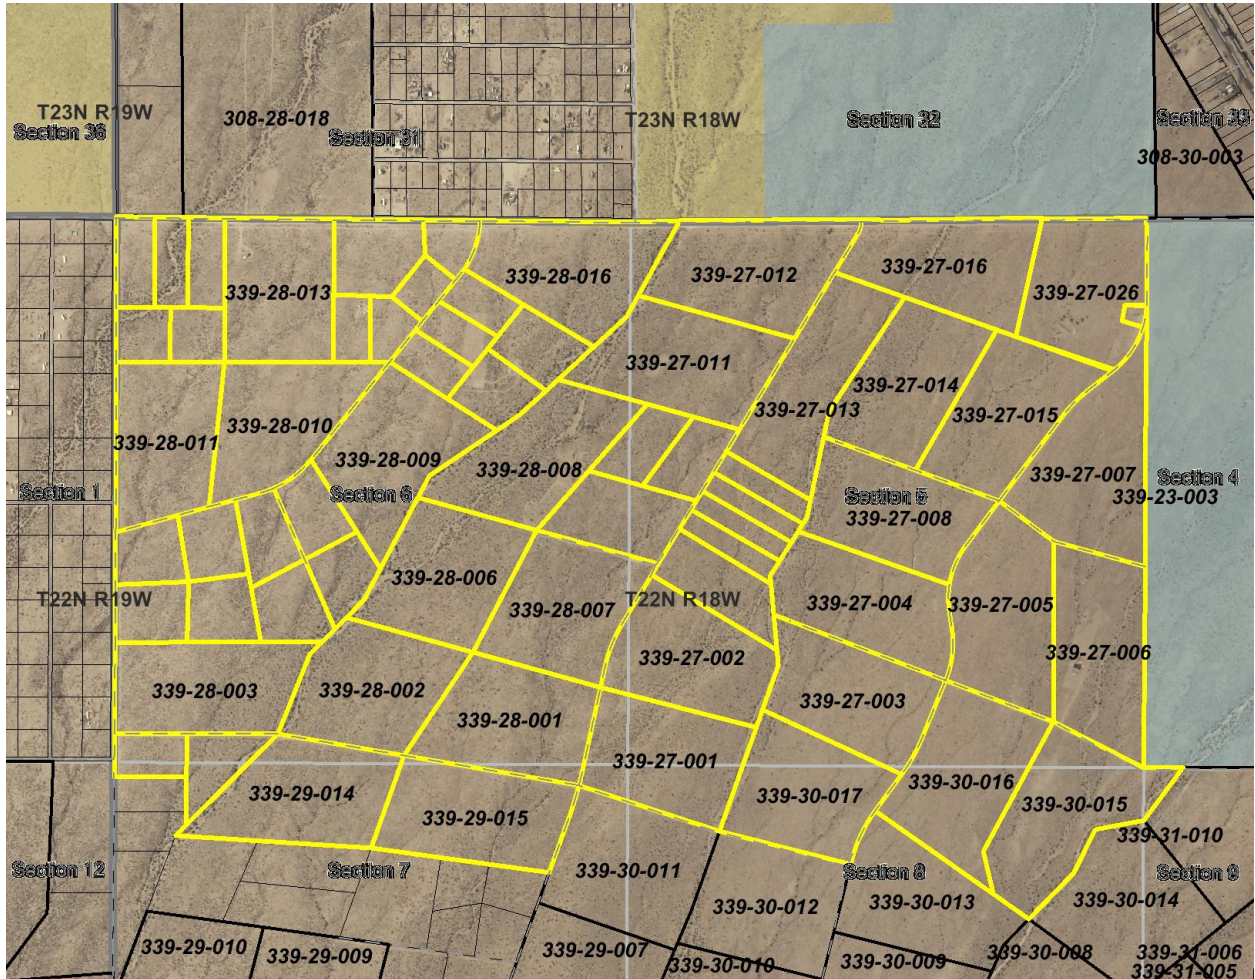 T23N R19W
Section 36
308-28-018
Section 31
T23N R18W
Section 32
Section 33
308-30-003
339-28-016
339-27-012
339-27-016
339-28-013
339-27-026
339-27-011
339-27-014
339-27-013
339-27-015
339-28-011
339-28-010
339-28-009
339-28-008
339-27-007
Section 1
Section 6
Section 5
Section 4
339-23-003
339-27-008
339-28-006
T22N R19W
339-28-007
T22N R18W
339-27-004
339-27-005
339-27-002
339-27-006
339-28-003
339-28-002
339-27-003
339-28-001
339-27-001
339-30-016
339-29-014
339-30-017
339-30-015
339-29-015
339-31-010
Section 12
Section 7
339-30-011
Section 8
Section 9
339-30-012
339-30-013
339-30-014
339-29-010
339-29-009
339-29-007
339-30-010
339-30-009
339-30-008
339-31-006
339-31-005